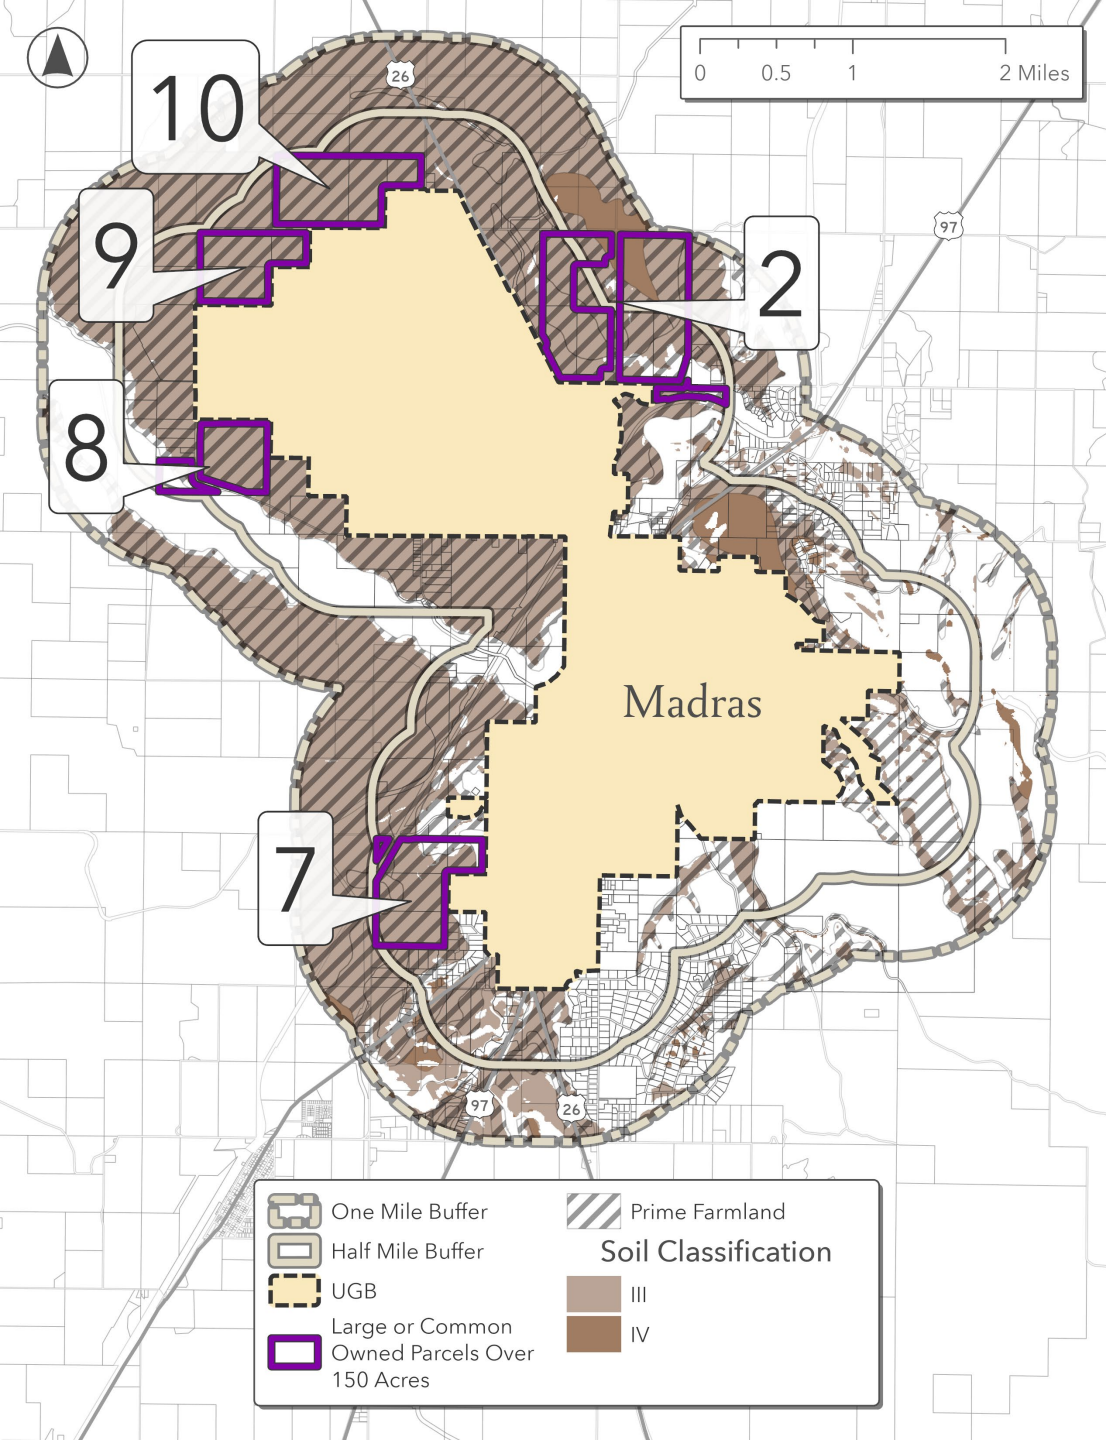 26
0
0.5
1
2 Miles
10
9
97
2
8
Madras
7
97
26
One Mile Buffer
Half Mile Buffer
UGB
Large or Common
Owned Parcels Over
150 Acres
Prime Farmland
Soil Classification
III
IV